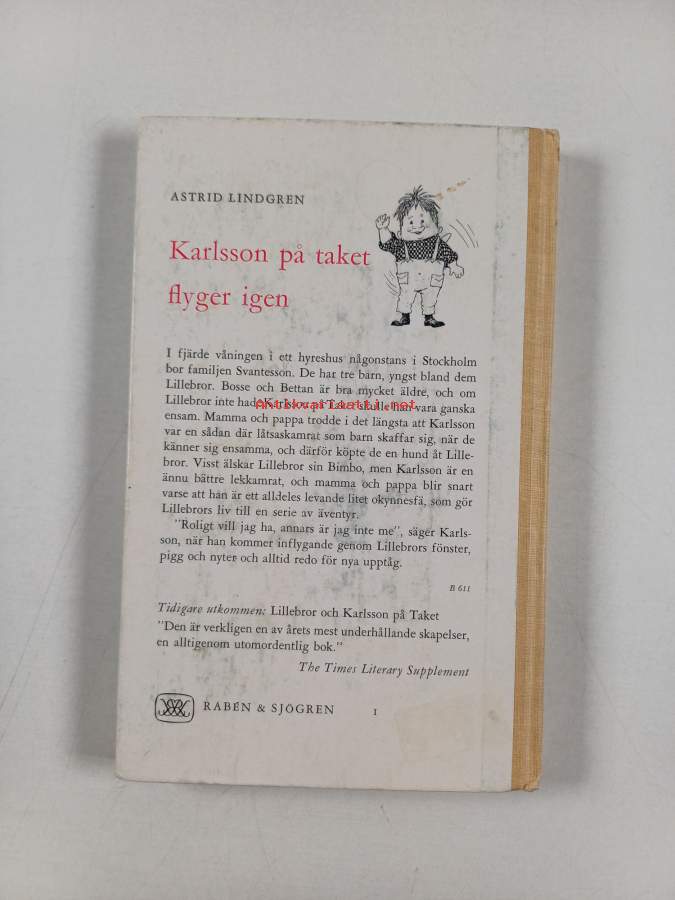 ASTRID LINDGREN
Karlsson på taket
flyger igen
I fjärde våningen i ett hyreshus någonstans i Stockholm
bor familjen Svantesson. De har tre barn, yngst bland dem
Lillebror. Bosse och Bettan är bra mycket äldre, och om
Lillebror inte hade Karlsson på Taket skulle han vara ganska
ensam. Mamma och pappa trodde i det längsta att Karlsson
var en sådan där låtsaskamrat som barn skaffar sig, när de
känner sig ensamma, och därför köpte de en hund åt Lille-
bror. Visst älskar Lillebror sin Bimbo, men Karlsson är en
ännu bättre lekkamrat, och mamma och pappa blir snart
varse att han är ett alldeles levande litet okynnesfä, som gör
Lillebrors liv till en serie av äventyr.
"Roligt vill jag ha, annars är jag inte me", säger Karls-
son, när han kommer inflygande genom Lillebrors fönster,
pigg och nyter och alltid redo för nya upptåg.
B 611
Tidigare utkommen: Lillebror och Karlsson på Taket
"Den är verkligen en av årets mest underhållande skapelser,
en alltigenom utomordentlig bok."
The Times Literary Supplement
RABÉN & SJÖGREN 1